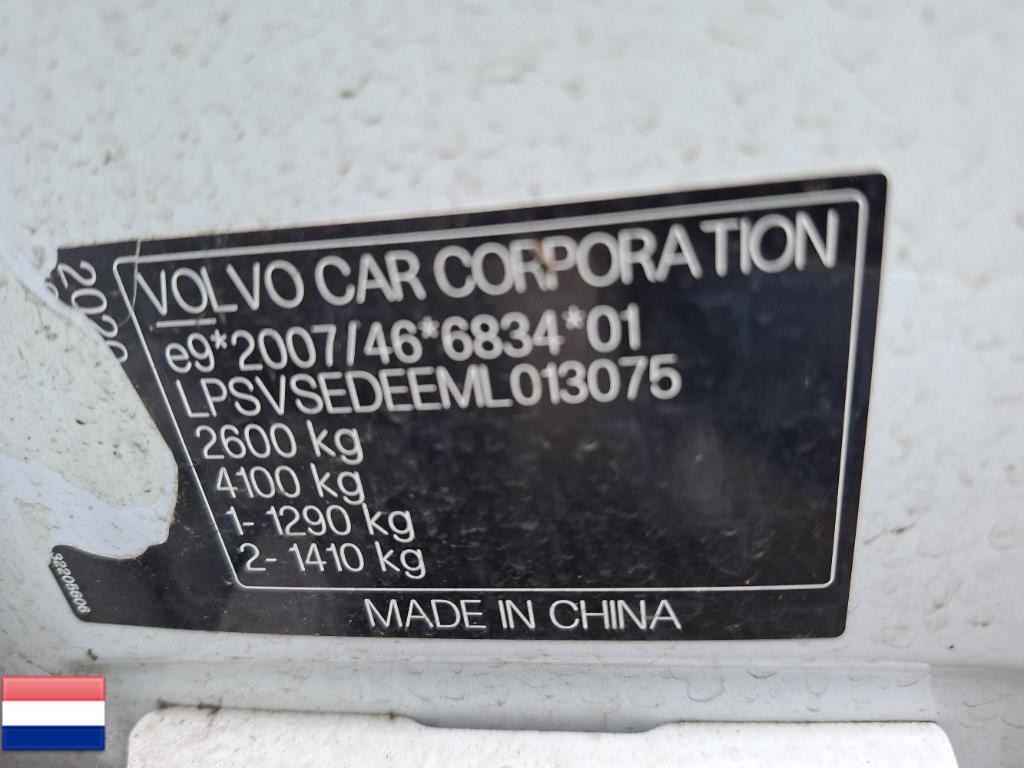 VOLVO CAR CORPORATION
e9*2007/46*6834*01
LPSVSEDEEML013075
2600 kg
4100 kg
1- 1290 kg
2- 1410 kg
MADE IN CHINA
2020
32205606